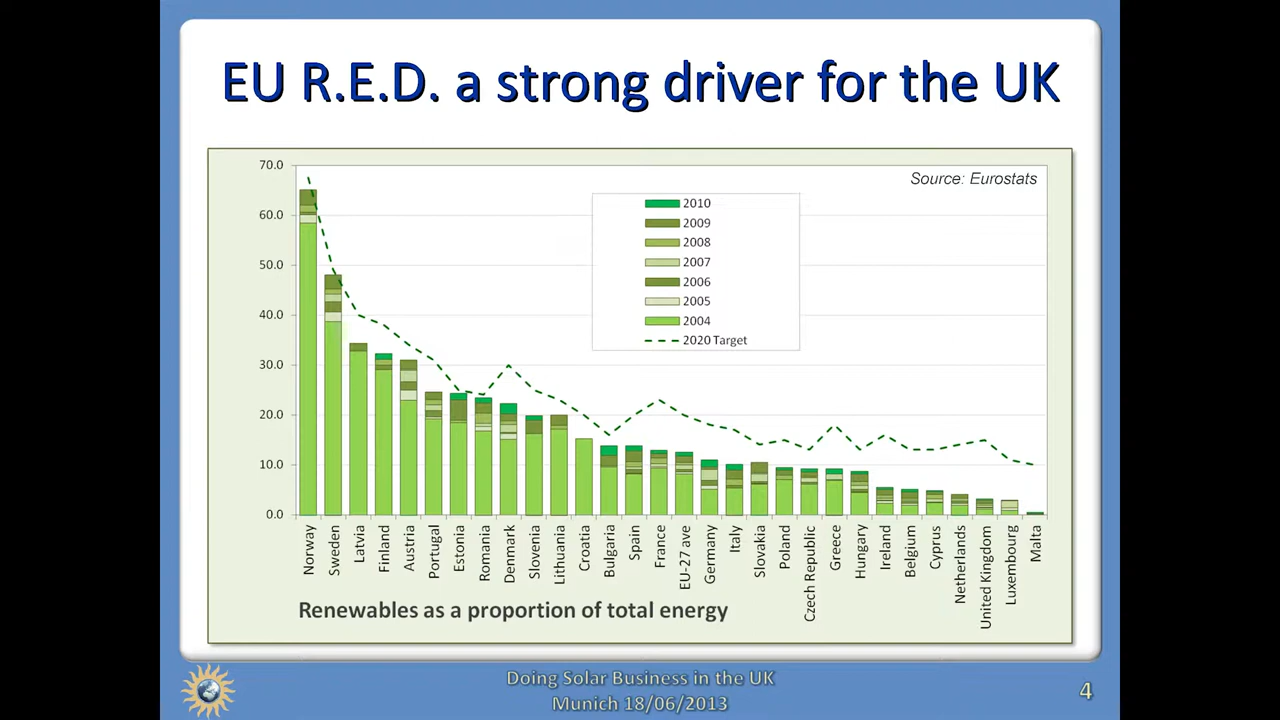 EU R.E.D. a strong driver for the UK
Source: Eurostats
70.0
60.0
50.0
40.0
30.0
20.0
10.0
0.0
2010
2009
2008
2007
2006
2005
2004
2020 Target
Norway
Sweden
Latvia
Finland
Austria
Portugal
Estonia
Romania
Denmark
Slovenia
Lithuania
Croatia
Bulgaria
Spain
France
EU-27 ave
Germany
Italy
Slovakia
Poland
Czech Republic
Greece
Hungary
Ireland
Belgium
Cyprus
Netherlands
United Kingdom
Luxembourg
Malta
Renewables as a proportion of total energy
Doing Solar Business in the UK
Munich 18/06/2013
4